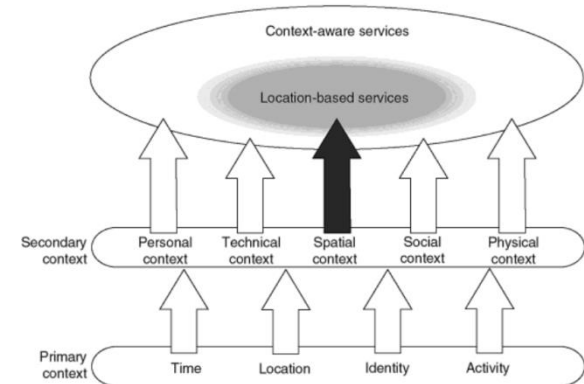 Context-aware services
Location-based services
Secondary context
Personal context
Technical context
Spatial context
Social context
Physical context
Primary context
Time
Location
Identity
Activity